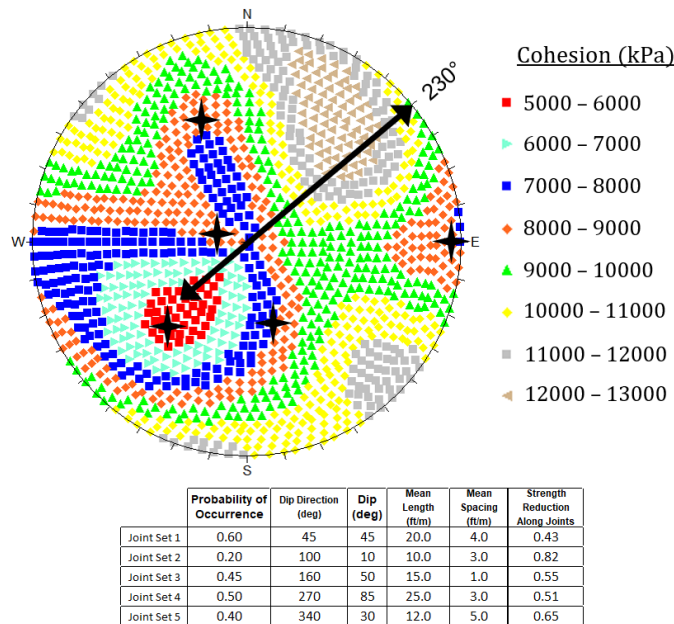 N
230°
W
E
S
Cohesion (kPa)
5000 – 6000
6000 – 7000
7000 – 8000
8000 – 9000
9000 – 10000
10000 – 11000
11000 – 12000
12000 – 13000
Probability of Occurrence Dip Direction (deg) Dip (deg) Mean Length (ft/m) Mean Spacing (ft/m) Strength Reduction Along Joints
Joint Set 1 0.60 45 45 20.0 4.0 0.43
Joint Set 2 0.20 100 10 10.0 3.0 0.82
Joint Set 3 0.45 160 50 15.0 1.0 0.55
Joint Set 4 0.50 270 85 25.0 3.0 0.51
Joint Set 5 0.40 340 30 12.0 5.0 0.65